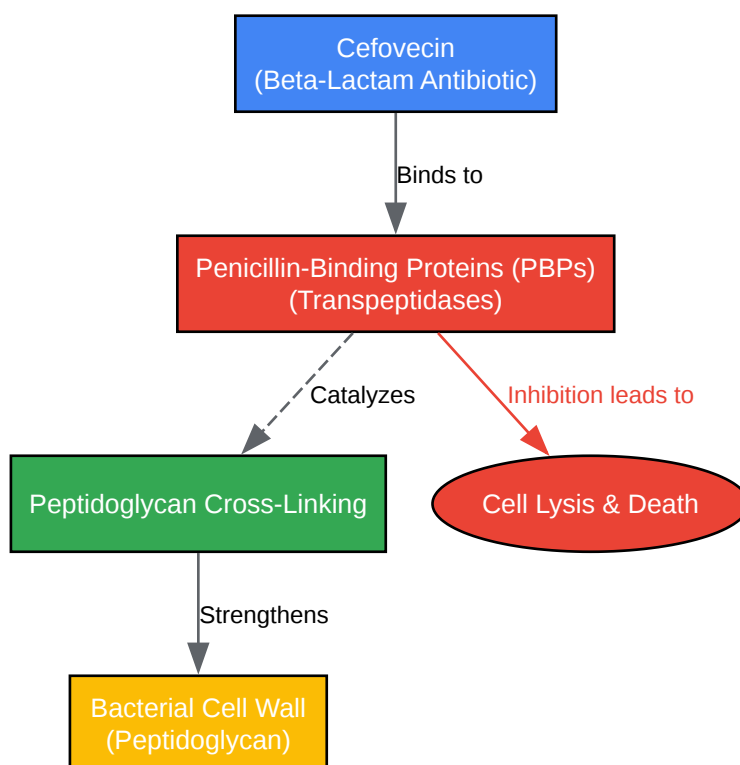 Cefovecin
(Beta-Lactam Antibiotic)
Binds to
Penicillin-Binding Proteins (PBPs)
(Transpeptidases)
Catalyzes
Inhibition leads to
Peptidoglycan Cross-Linking
Cell Lysis & Death
Strengthens
Bacterial Cell Wall
(Peptidoglycan)